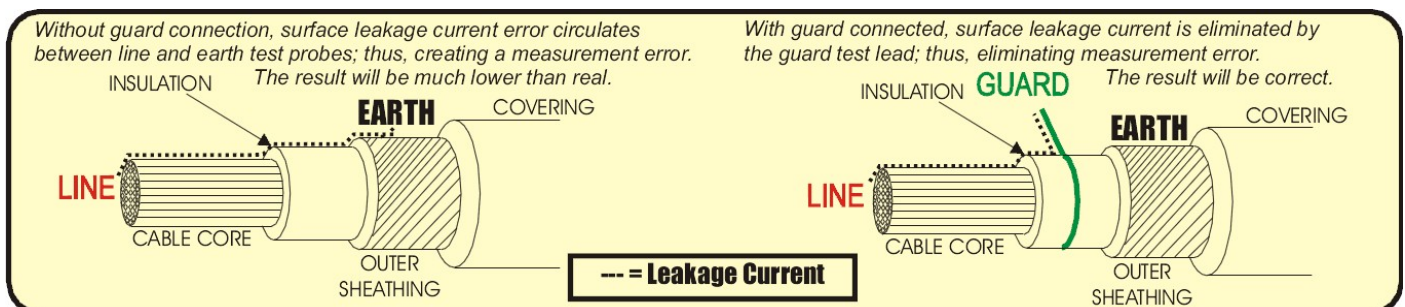 Without guard connection, surface leakage current error circulates
between line and earth test probes; thus, creating a measurement error.
The result will be much lower than real.
INSULATION
EARTH
COVERING
LINE
CABLE CORE
OUTER
SHEATHING
With guard connected, surface leakage current is eliminated by
the guard test lead; thus, eliminating measurement error.
The result will be correct.
INSULATION
GUARD
EARTH
COVERING
LINE
CABLE CORE
OUTER
SHEATHING
--- = Leakage Current